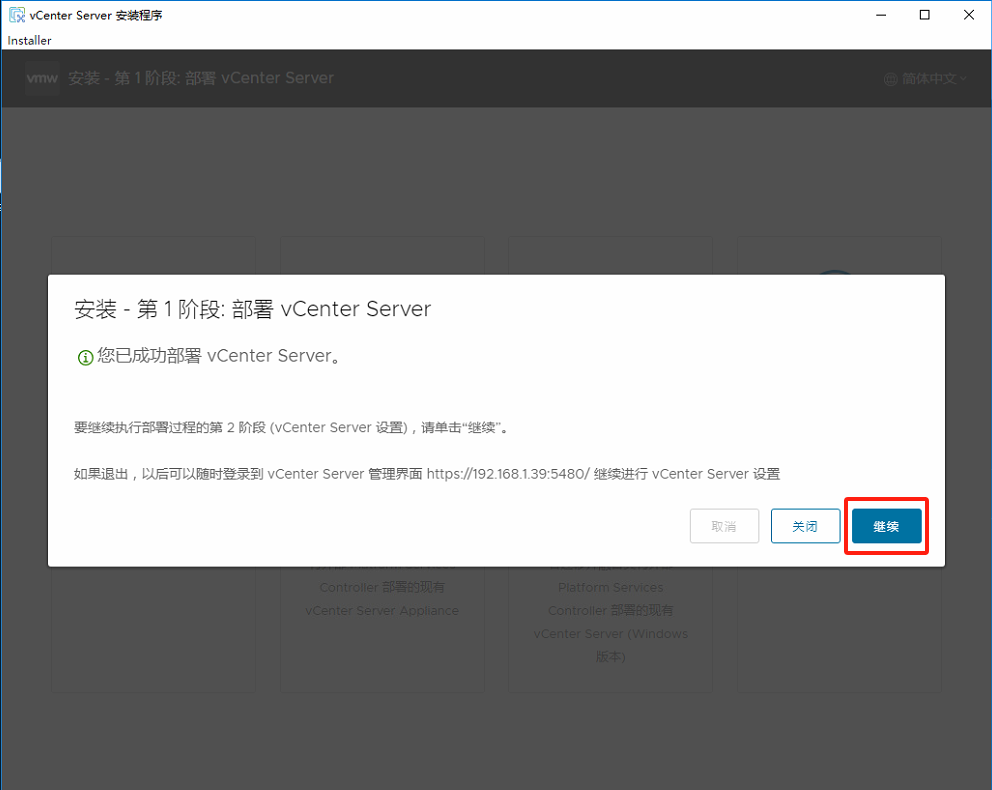 vCenter Server 安装程序
Installer
vmw 安装 - 第 1 阶段: 部署 vCenter Server
简体中文
安装 - 第 1 阶段: 部署 vCenter Server
您已成功部署 vCenter Server。
要继续执行部署过程的第 2 阶段 (vCenter Server 设置)，请单击“继续”。
如果退出，以后可以随时登录到 vCenter Server 管理界面 https://192.168.1.39:5480/ 继续进行 vCenter Server 设置
取消
关闭
继续
Controller 部署的现有
vCenter Server Appliance
Platform Services
Controller 部署的现有
vCenter Server (Windows
版本)